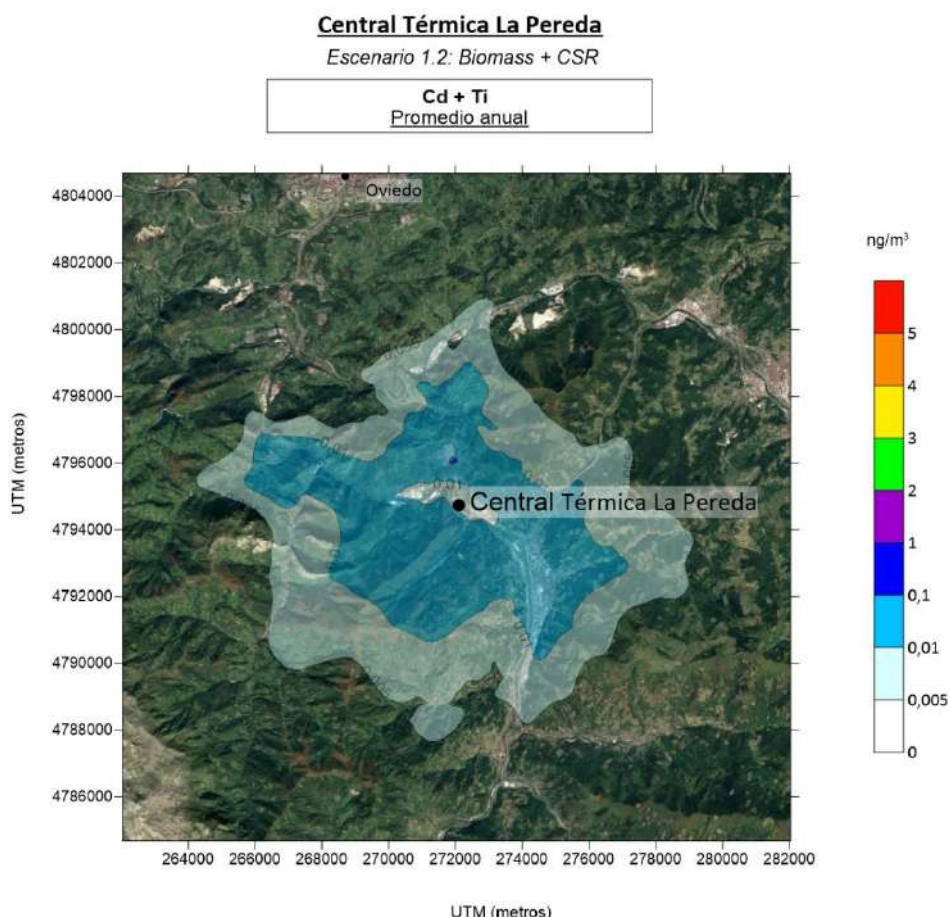 Central Térmica La Pereda
Escenario 1.2: Biomass + CSR
Cd + Ti
Promedio anual
4804000
4802000
4800000
4798000
4796000
4794000
4792000
4790000
4788000
4786000
UTM (metros)
Oviedo
0.01
Central Térmica La Pereda
264000 266000 268000 270000 272000 274000 276000 278000 280000 282000
UTM (metros)
ng/m³
5
4
3
2
1
0,1
0,01
0,005
0